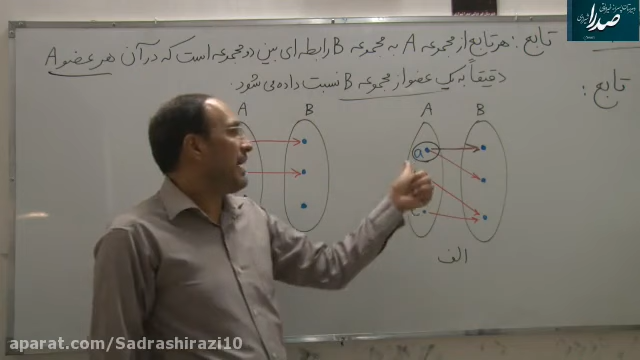 تابع : هر تابع از مجموعه A به مجموعه B رابطه ای بین دو مجموعه است که در آن هر عضو A
دقیقاً به یک عضو از مجموعه B نسبت داده می شود .
تابع :
A B
A B
a
c
الف
صدرا
aparat.com/Sadrashirazi10